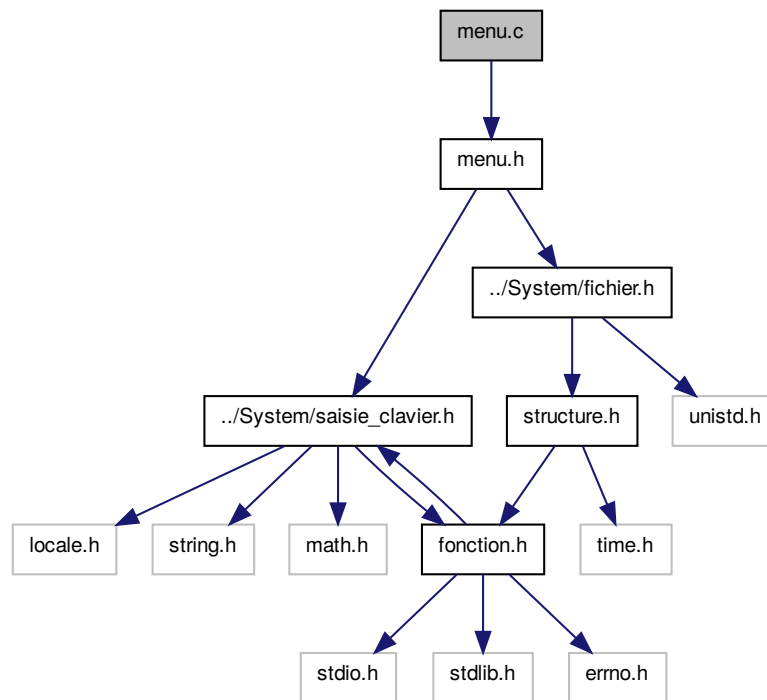 menu.c
menu.h
../System/fichier.h
../System/saisie_clavier.h
structure.h
unistd.h
locale.h
string.h
math.h
fonction.h
time.h
stdio.h
stdlib.h
errno.h